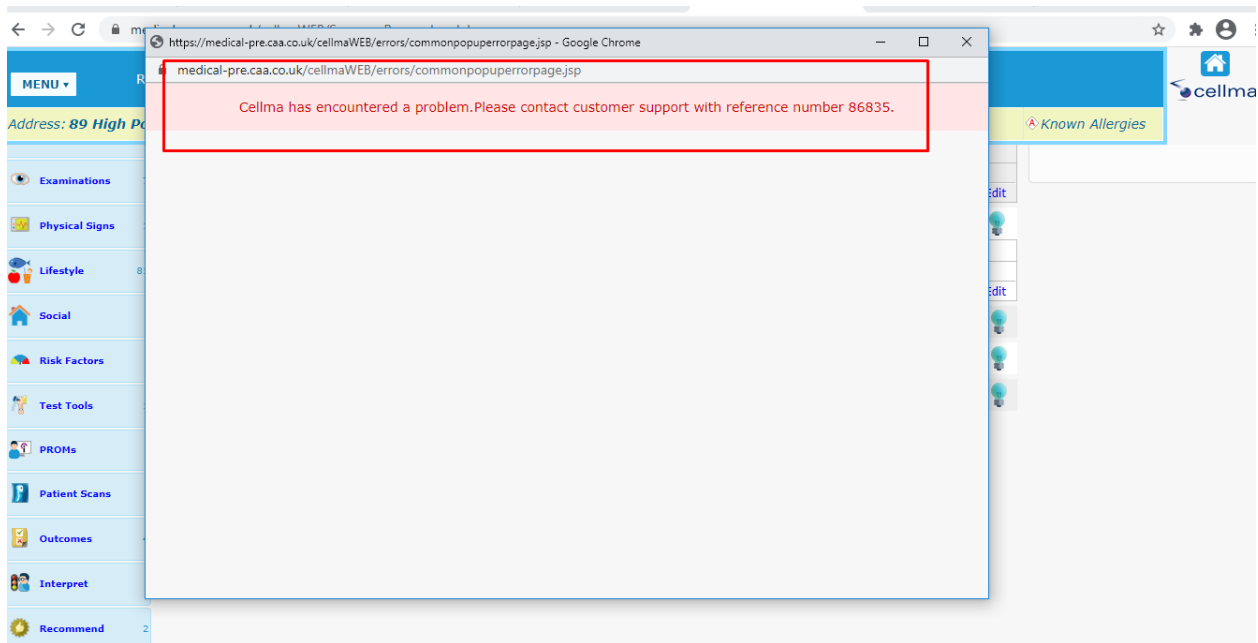 https://medical-pre.caa.co.uk/cellmaWEB/errors/commonpopuperrorpage.jsp - Google Chrome
medical-pre.caa.co.uk/cellmaWEB/errors/commonpopuperrorpage.jsp
MENU
cellma
Cellma has encountered a problem.Please contact customer support with reference number 86835.
Address: 89 High
Known Allergies
Examinations
Edit
Physical Signs
Lifestyle 8
Edit
Social
Risk Factors
Test Tools
PROMs
Patient Scans
Outcomes
Interpret
Recommend 2